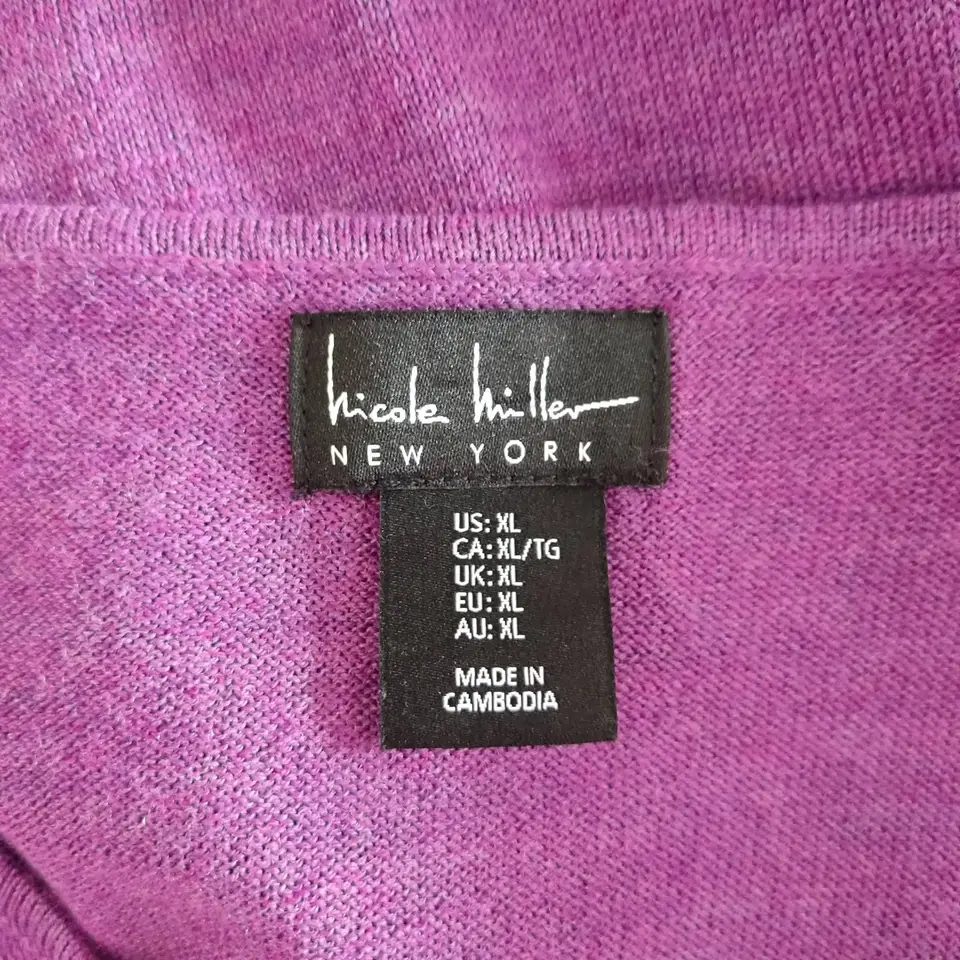 nicole miller
NEW YORK
US: XL
CA: XL/TG
UK: XL
EU: XL
AU: XL
MADE IN
CAMBODIA